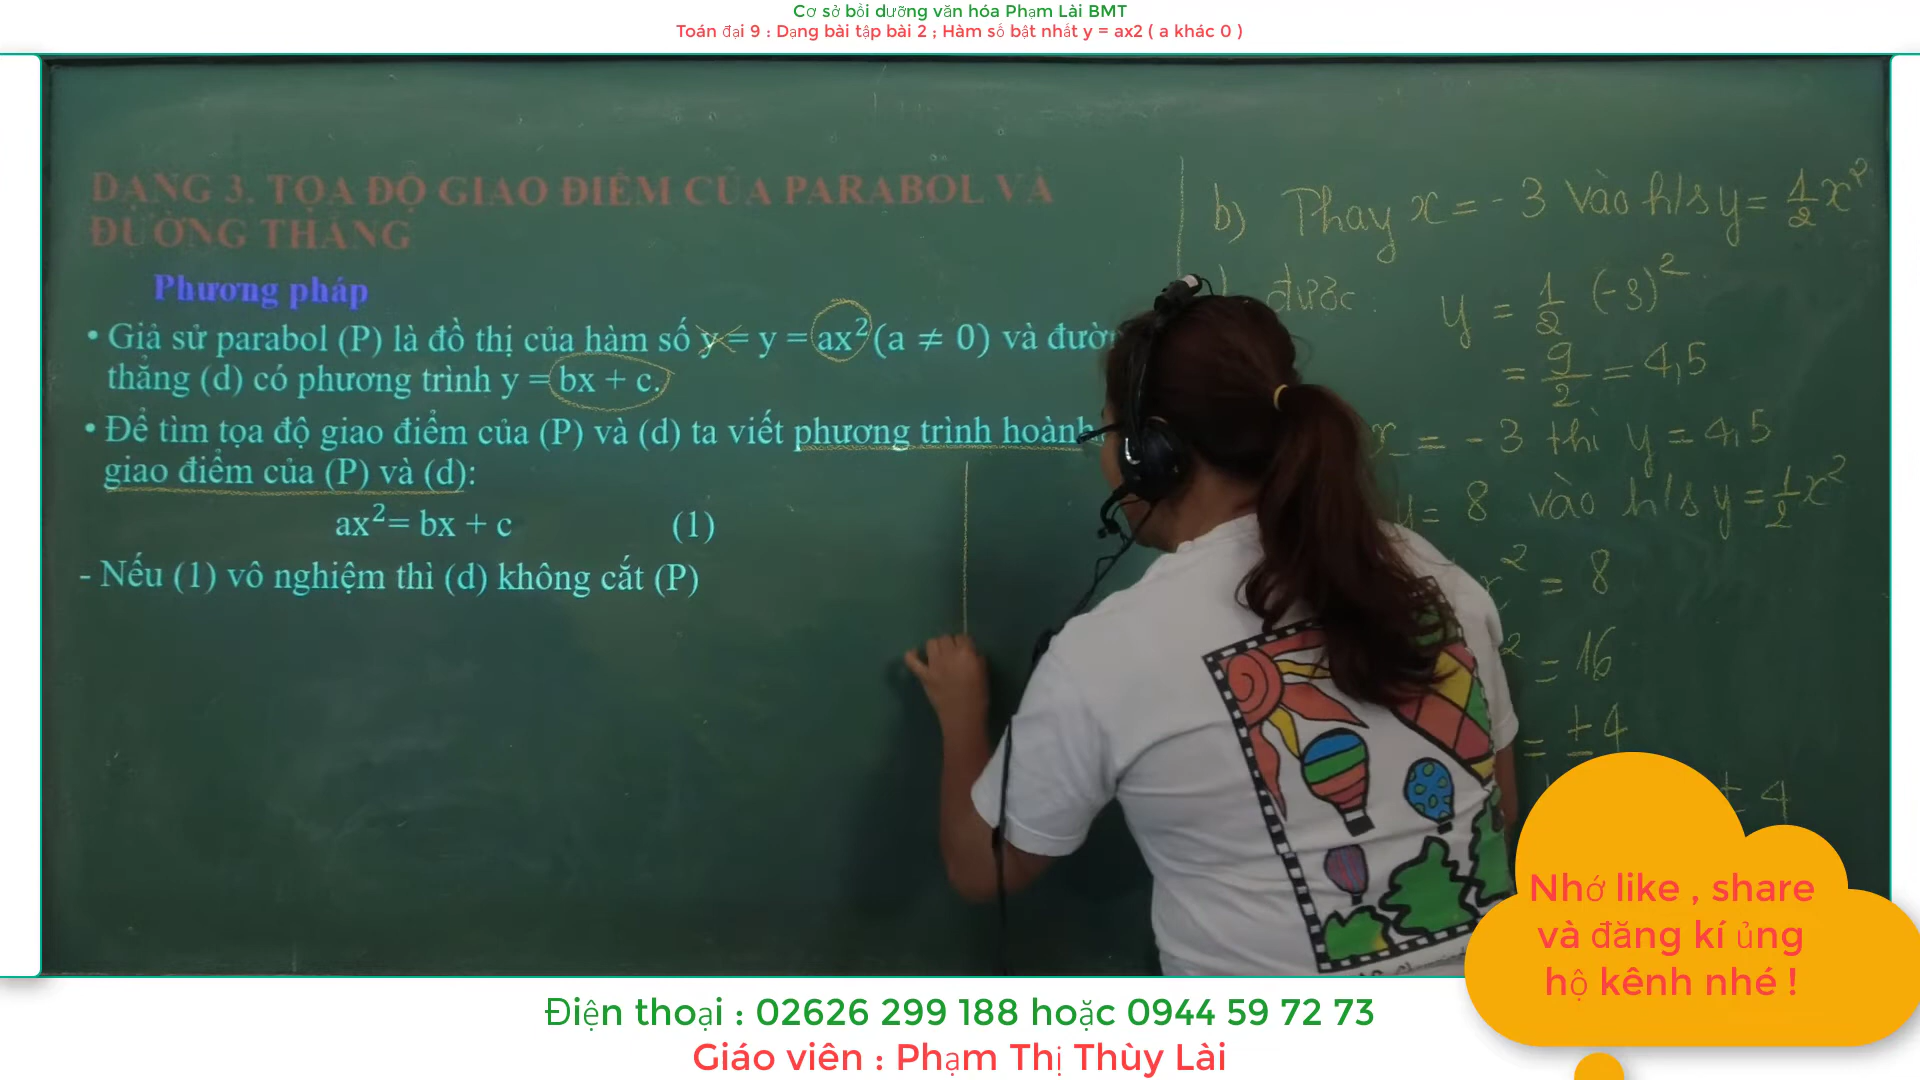 Cơ sở bồi dưỡng văn hóa Phạm Lài BMT
Toán đại 9 : Dạng bài tập bài 2 ; Hàm số bật nhất y = ax2 ( a khác 0 )
DẠNG 3. TỌA ĐỘ GIAO ĐIỂM CỦA PARABOL VÀ
ĐƯỜNG THẲNG
Phương pháp
• Giả sử parabol (P) là đồ thị của hàm số y = y = ax² (a ≠ 0) và
thẳng (d) có phương trình y = bx + c.
• Để tìm tọa độ giao điểm của (P) và (d) ta viết phương trình hoành
giao điểm của (P) và (d):
ax² = bx + c (1)
- Nếu (1) vô nghiệm thì (d) không cắt (P)
b) Thay x = -3 vào h/s y = 1/2 x²
được :
y = 1/2 (-3)²
= 9/2 = 4,5
x = -3 thì y = 4,5
y = 8 vào h/s y = 1/2 x²
x² = 8
² = 16
= ± 4
± 4
Nhớ like , share
và đăng kí ủng
hộ kênh nhé !
Điện thoại : 02626 299 188 hoặc 0944 59 72 73
Giáo viên : Phạm Thị Thùy Lài